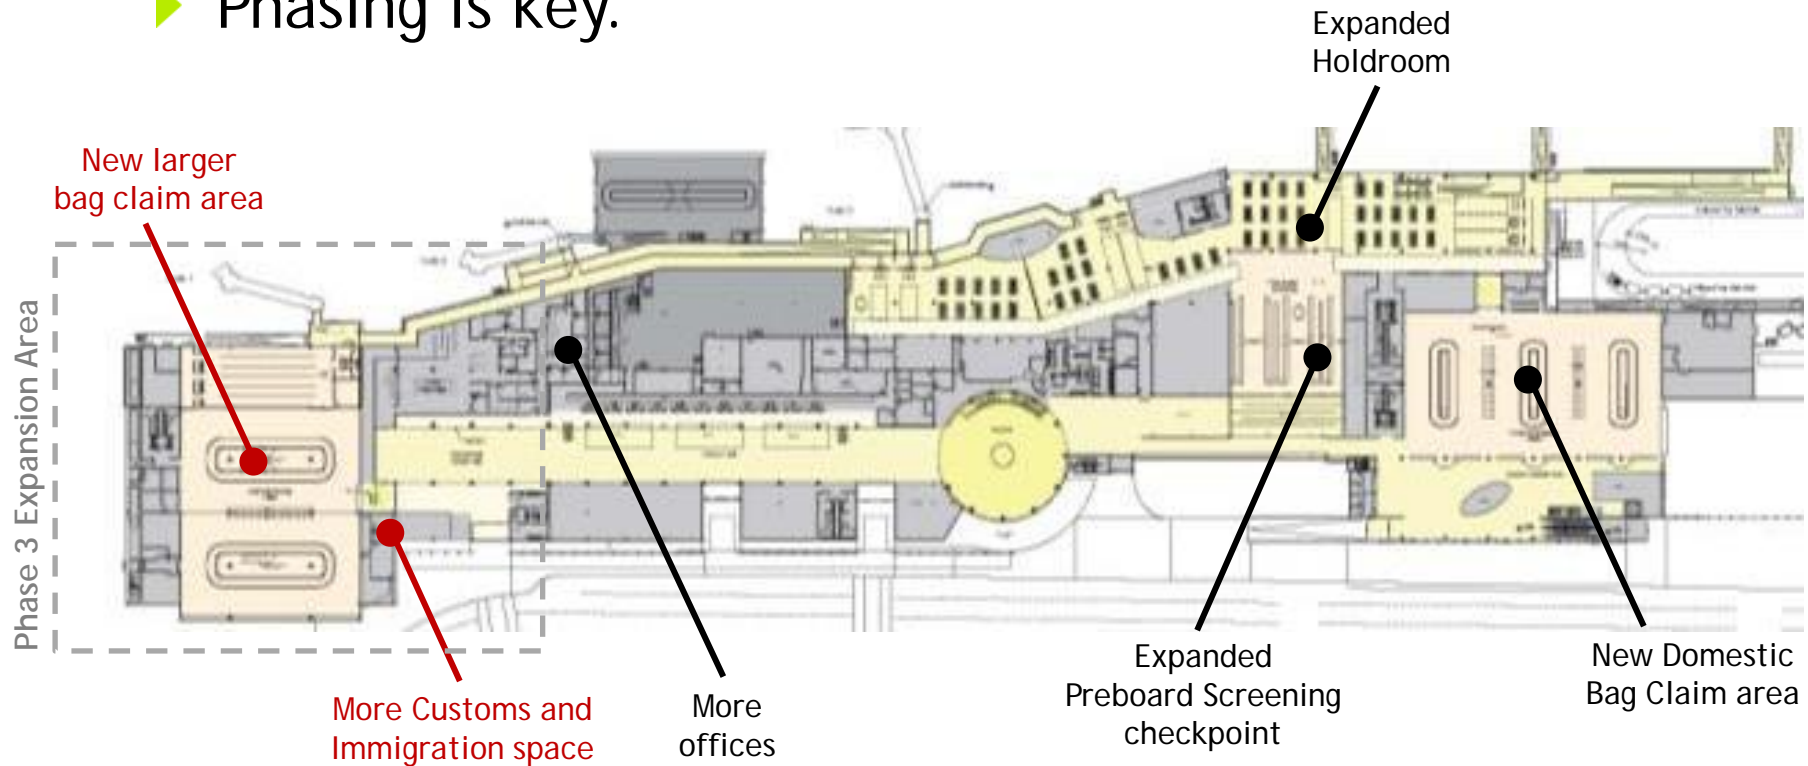 Phasing is key.
Expanded
Holdroom
New larger
bag claim area
Phase 3 Expansion Area
More Customs and
Immigration space
More
offices
Expanded
Preboard Screening
checkpoint
New Domestic
Bag Claim area